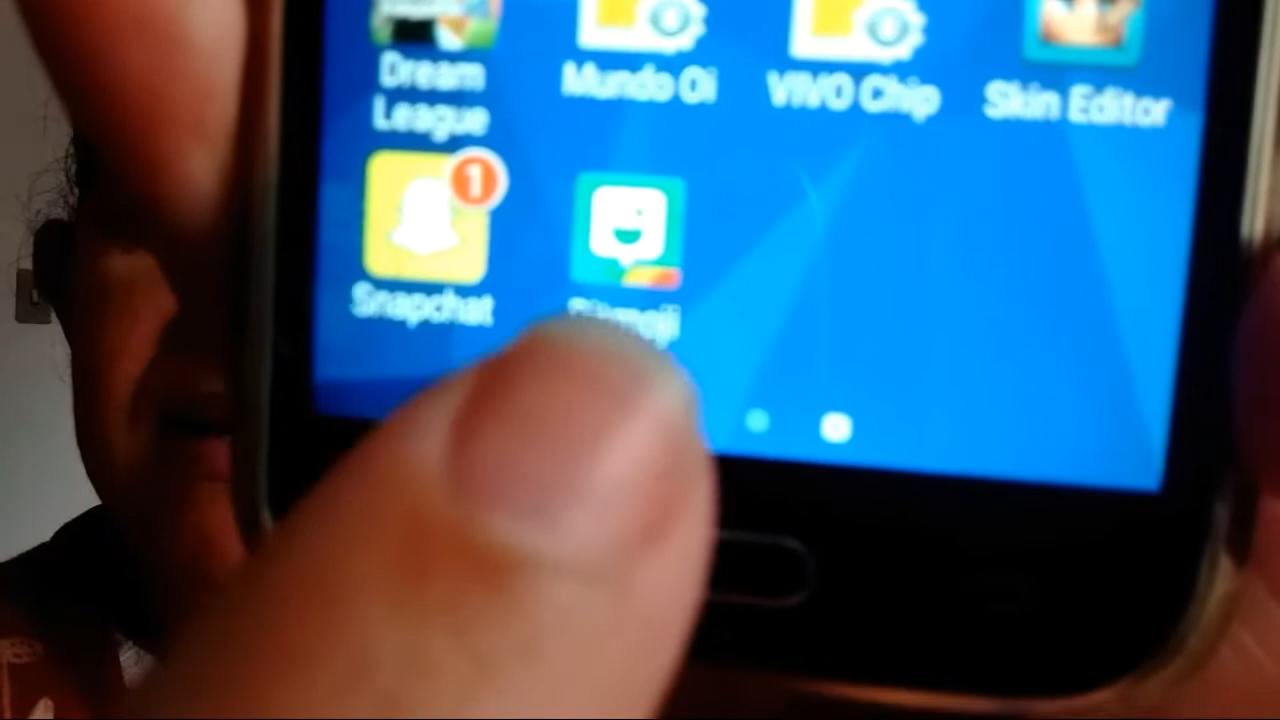 Dream
League
Mundo Oi
VIVO Chip
Skin Editor
1
Snapchat